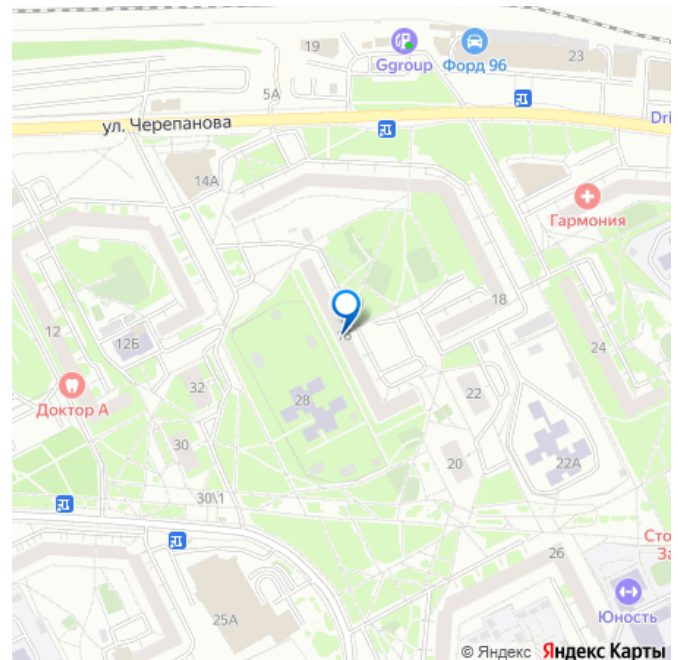 19
Ggroup
Форд 96
23
5А
ул. Черепанова
Dri
14А
Гармония
18
12
12Б
16
24
32
Доктор А
28
22
30
20
22А
30\1
Сто
За
26
Юность
25А
© Яндекс Яндекс Карты